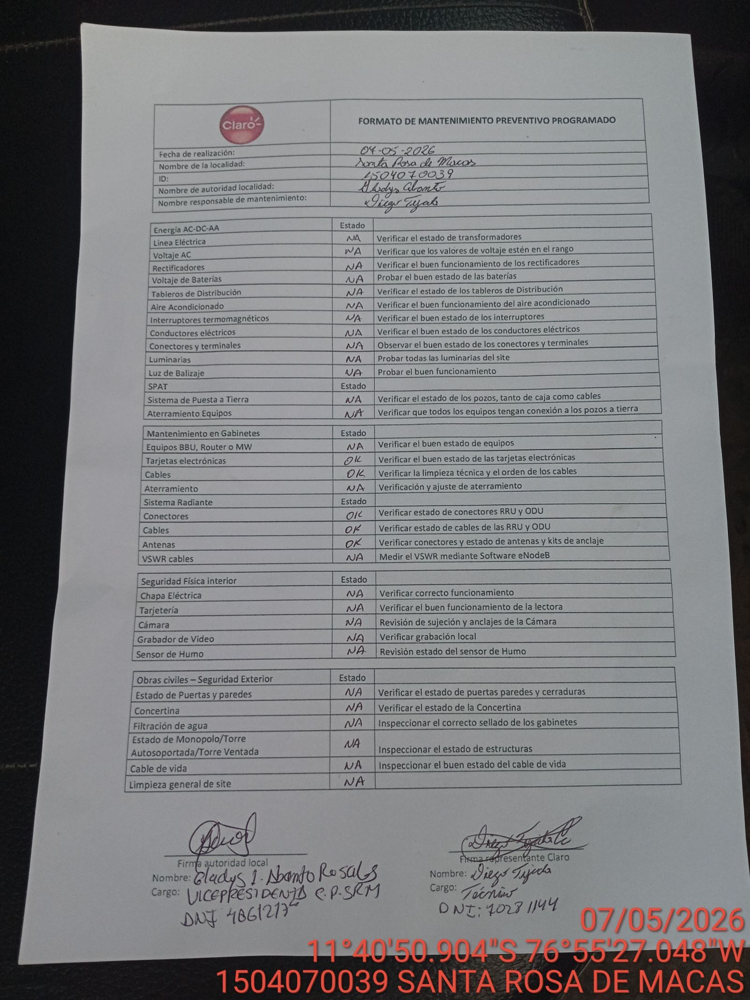 Claro
FORMATO DE MANTENIMIENTO PREVENTIVO PROGRAMADO
Fecha de realización: 07-05-2026
Nombre de la localidad: Santa Rosa de Macas
ID: 1504070039
Nombre de autoridad localidad: Gladys Abanto
Nombre responsable de mantenimiento: Diego Tejada
Energía AC-DC-AA Estado
Línea Eléctrica NA Verificar el estado de transformadores
Voltaje AC NA Verificar que los valores de voltaje estén en el rango
Rectificadores NA Verificar el buen funcionamiento de los rectificadores
Voltaje de Baterías NA Probar el buen estado de las baterías
Tableros de Distribución NA Verificar el estado de los tableros de Distribución
Aire Acondicionado NA Verificar el buen funcionamiento del aire acondicionado
Interruptores termomagnéticos NA Verificar el buen estado de los interruptores
Conductores eléctricos NA Verificar el buen estado de los conductores eléctricos
Conectores y terminales NA Observar el buen estado de los conectores y terminales
Luminarias NA Probar todas las luminarias del site
Luz de Balizaje NA Probar el buen funcionamiento
SPAT Estado
Sistema de Puesta a Tierra NA Verificar el estado de los pozos, tanto de caja como cables
Aterramiento Equipos NA Verificar que todos los equipos tengan conexión a los pozos a tierra
Mantenimiento en Gabinetes Estado
Equipos BBU, Router o MW NA Verificar el buen estado de equipos
Tarjetas electrónicas OK Verificar el buen estado de las tarjetas electrónicas
Cables OK Verificar la limpieza técnica y el orden de los cables
Aterramiento NA Verificación y ajuste de aterramiento
Sistema Radiante Estado
Conectores OK Verificar estado de conectores RRU y ODU
Cables OK Verificar estado de cables de las RRU y ODU
Antenas OK Verificar conectores y estado de antenas y kits de anclaje
VSWR cables NA Medir el VSWR mediante Software eNodeB
Seguridad Física interior Estado
Chapa Eléctrica NA Verificar correcto funcionamiento
Tarjetería NA Verificar el buen funcionamiento de la lectora
Cámara NA Revisión de sujeción y anclajes de la Cámara
Grabador de Video NA Verificar grabación local
Sensor de Humo NA Revisión estado del sensor de Humo
Obras civiles – Seguridad Exterior Estado
Estado de Puertas y paredes NA Verificar el estado de puertas paredes y cerraduras
Concertina NA Verificar el estado de la Concertina
Filtración de agua NA Inspeccionar el correcto sellado de los gabinetes
Estado de Monopolo/Torre
Autosoportada/Torre Ventada NA Inspeccionar el estado de estructuras
Cable de vida NA Inspeccionar el buen estado del cable de vida
Limpieza general de site NA
Firma autoridad local
Nombre: Gladys I. Abanto Rosales
Cargo: VICEPRESIDENTA C.P.SRM
DNI
Diego Tejada
Firma representante Claro
Nombre: Diego Tejada
Cargo: Técnico
DNI: 70281144
07/05/2026
11°40'50.904"S 76°55'27.048"W
1504070039 SANTA ROSA DE MACAS